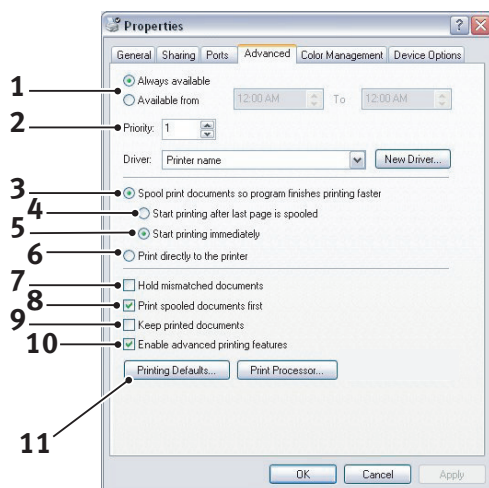 Properties
General Sharing Ports Advanced Color Management Device Options
1 Always available
Available from 12:00 AM To 12:00 AM
2 Priority: 1
Driver: Printer name New Driver...
3 Spool print documents so program finishes printing faster
4 Start printing after last page is spooled
5 Start printing immediately
6 Print directly to the printer
7 Hold mismatched documents
8 Print spooled documents first
9 Keep printed documents
10 Enable advanced printing features
Printing Defaults... Print Processor...
11
OK Cancel Apply